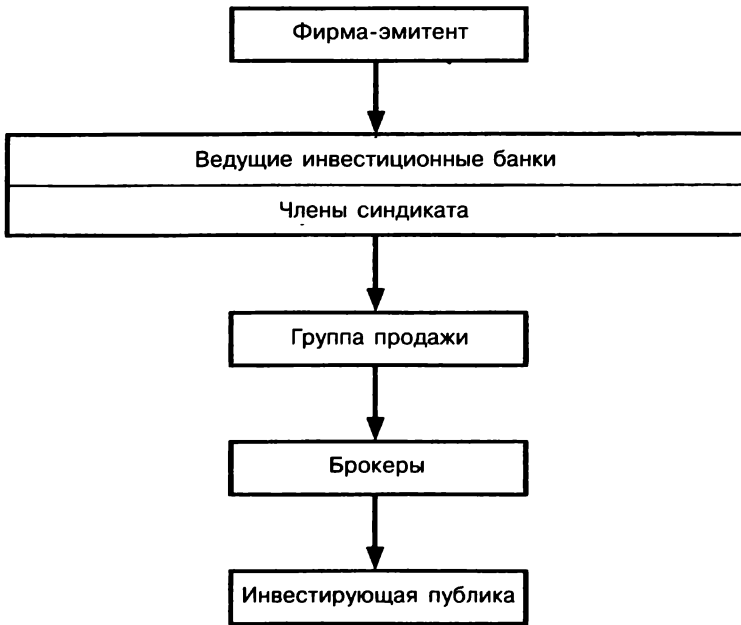 Фирма-эмитент
Ведущие инвестиционные банки
Члены синдиката
Группа продажи
Брокеры
Инвестирующая публика